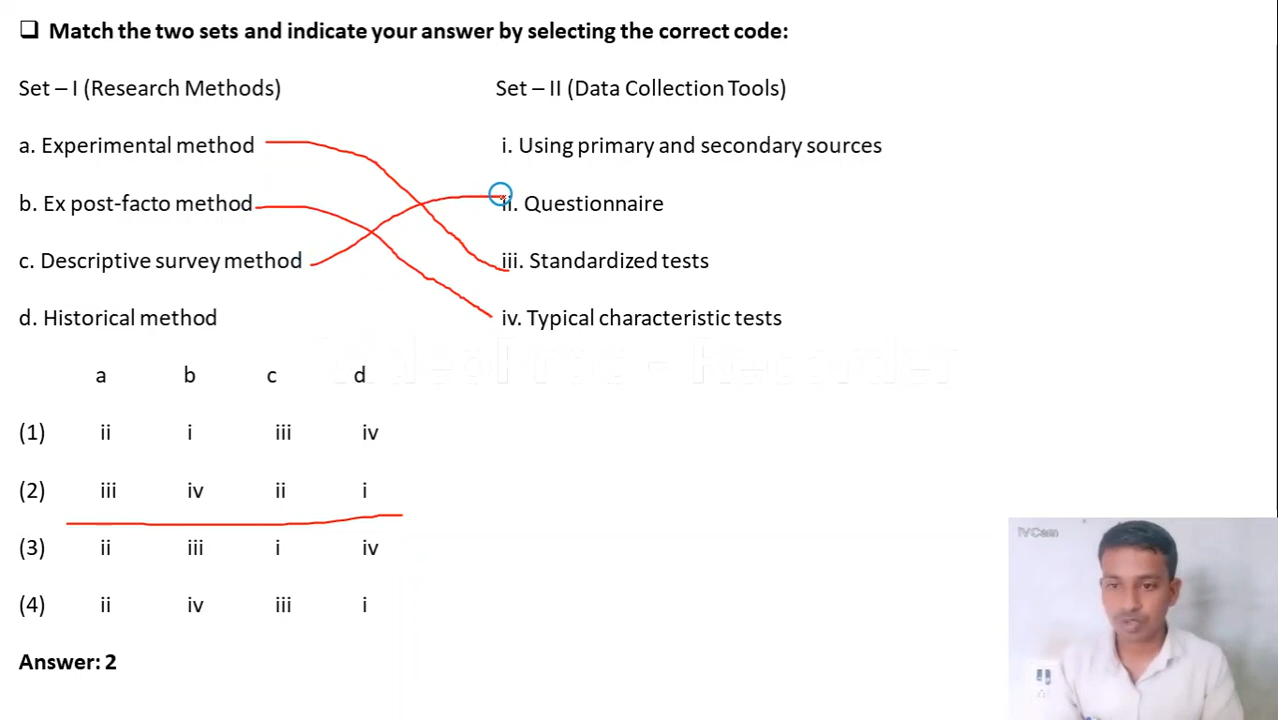 ❑ Match the two sets and indicate your answer by selecting the correct code:
Set – I (Research Methods) Set – II (Data Collection Tools)
a. Experimental method i. Using primary and secondary sources
b. Ex post-facto method ii. Questionnaire
c. Descriptive survey method iii. Standardized tests
d. Historical method iv. Typical characteristic tests
VideoProc - Recorder
a b c d
(1) ii i iii iv
(2) iii iv ii i
(3) ii iii i iv
(4) ii iv iii i
Answer: 2
iVCam